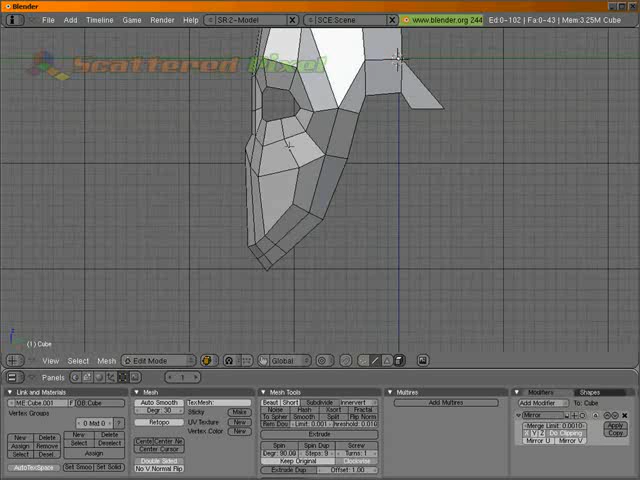 Blender
File Add Timeline Game Render Help SR:2-Model SCE:Scene www.blender.org 244 Ed:0-102 | Fa:0-43 | Mem:3.25M Cube
Scattered Pixel
(1) Cube
View Select Mesh Edit Mode Global
Panels 1
Link and Materials Mesh Mesh Tools Multires Modifiers Shapes
ME:Cube.001 F OB:Cube Auto Smooth TexMesh: Beaut Short Subdivide Innervert Add Multires Add Modifier To: Cube
Vertex Groups Degr: 30 Sticky Make Noise Hash Xsort Fractal Mirror
0 Mat 0 ? Retopo UV Texture New To Spher Smooth Split Flip Norm Merge Limit: 0.0010 Apply
New Delete New Delete Vertex Color New Rem Dou Limit: 0.001 Threshold: 0.010 X Y Z Do Clipping Copy
Assign Remove Select Deselect Extrude Mirror U Mirror V
Select Desel. Assign Center Center Ne Spin Spin Dup Screw
Center Cursor Degr: 90.00 Steps: 9 Turns: 1
AutoTexSpace Set Smoo Set Solid Double Sided Keep Original Clockwise
No V.Normal Flip Extrude Dup Offset: 1.00